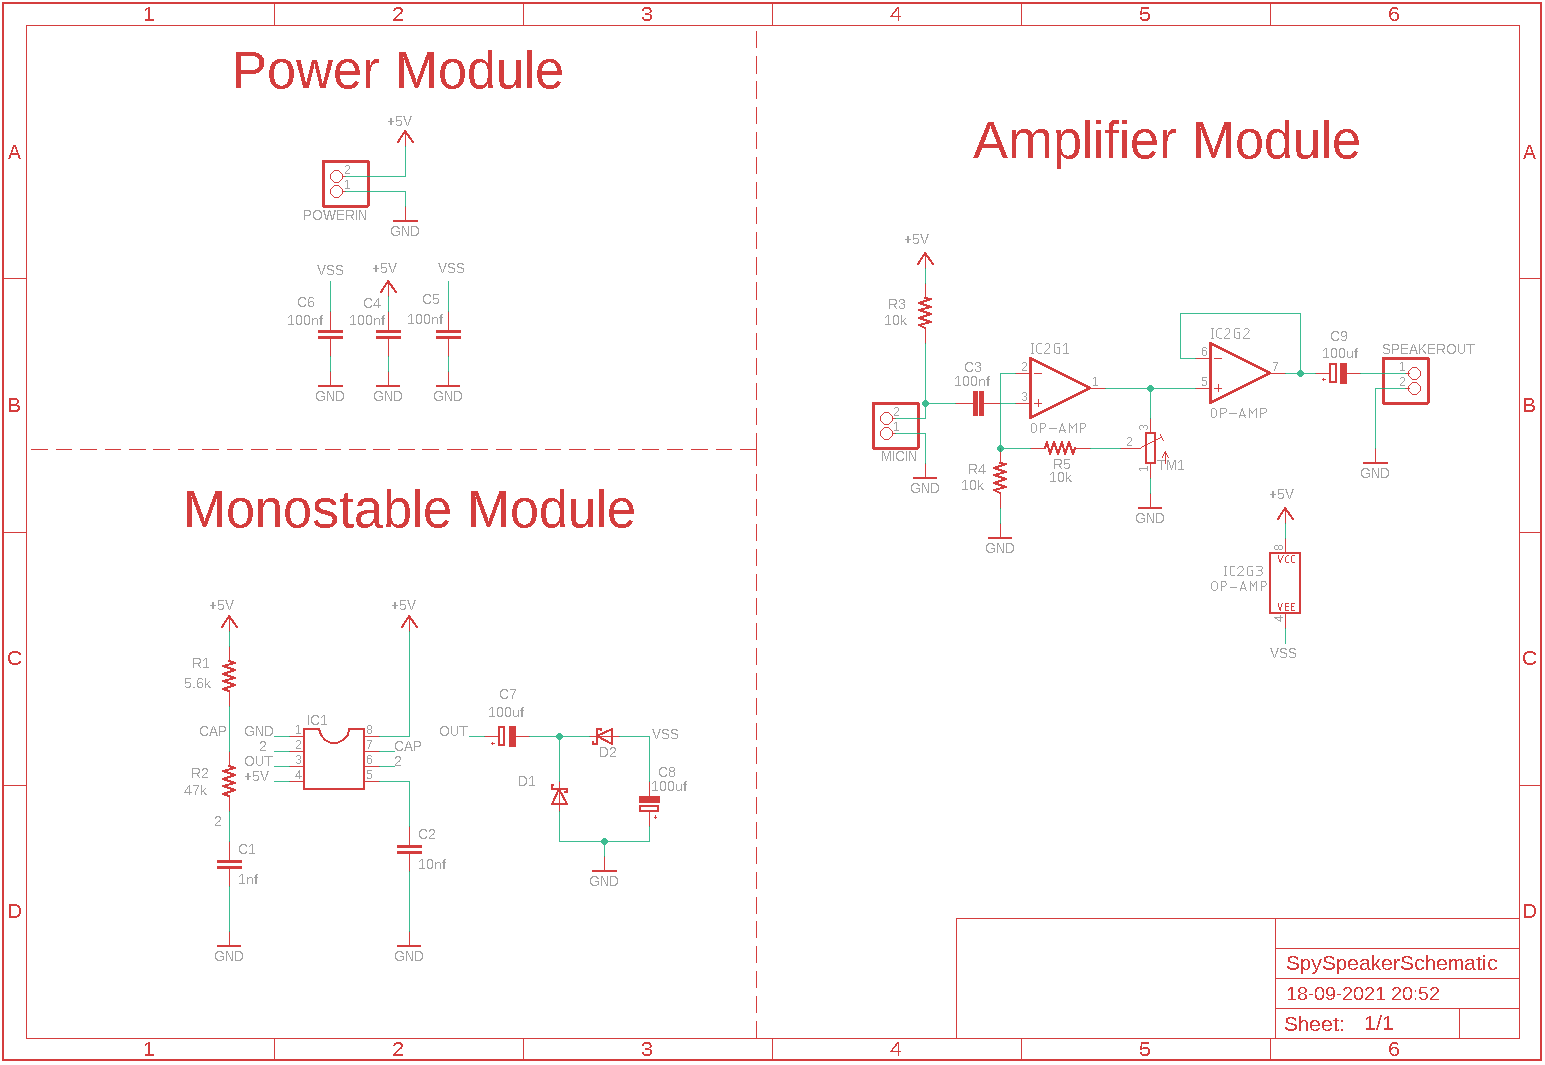 1 2 3 4 5 6
A A
B B
C C
D D
Power Module
+5V
2
1
POWERIN
GND
VSS +5V VSS
C6 C4 C5
100nf 100nf 100nf
GND GND GND
Monostable Module
+5V +5V
R1
5.6k
CAP
R2
47k
2
C1
1nf
GND
IC1
GND 1 8
2 2 7 CAP
OUT 3 6 2
+5V 4 5
C2
10nf
GND
C7
100uf
OUT
+
D2
VSS
D1
C8
100uf
+
GND
Amplifier Module
+5V
R3
10k
C3
100nf
2
1
MICIN
GND
IC2G1
2 −
3 +
1
OP-AMP
R4
10k
R5
10k
GND
3
2
1
TM1
GND
IC2G2
6 −
5 +
7
OP-AMP
C9
100uf
+
SPEAKEROUT
1
2
GND
+5V
8
VCC
IC2G3
OP-AMP
VEE
4
VSS
SpySpeakerSchematic
18-09-2021 20:52
Sheet: 1/1
1 2 3 4 5 6